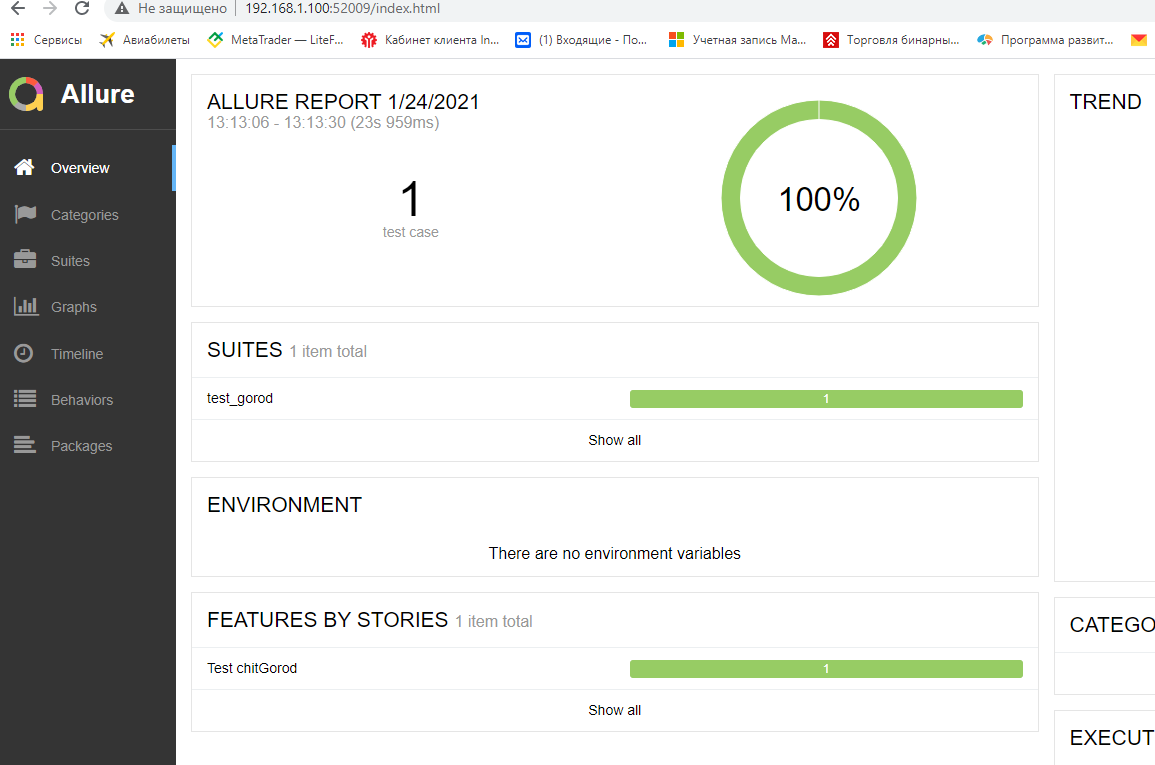 Не защищено 192.168.1.100:52009/index.html
Сервисы Авиабилеты MetaTrader — LiteF... Кабинет клиента In... (1) Входящие - По... Учетная запись Ma... Торговля бинарны... Программа развит...
Allure
Overview
Categories
Suites
Graphs
Timeline
Behaviors
Packages
ALLURE REPORT 1/24/2021
13:13:06 - 13:13:30 (23s 959ms)
1
test case
100%
SUITES 1 item total
test_gorod 1
Show all
ENVIRONMENT
There are no environment variables
FEATURES BY STORIES 1 item total
Test chitGorod 1
Show all
TREND
CATEGO
EXECUT